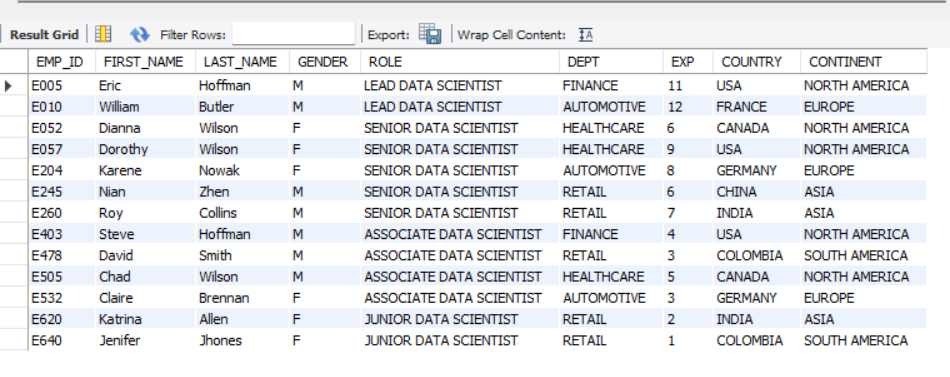 Result Grid Filter Rows: Export: Wrap Cell Content: IA
EMP_ID FIRST_NAME LAST_NAME GENDER ROLE DEPT EXP COUNTRY CONTINENT
E005 Eric Hoffman M LEAD DATA SCIENTIST FINANCE 11 USA NORTH AMERICA
E010 William Butler M LEAD DATA SCIENTIST AUTOMOTIVE 12 FRANCE EUROPE
E052 Dianna Wilson F SENIOR DATA SCIENTIST HEALTHCARE 6 CANADA NORTH AMERICA
E057 Dorothy Wilson F SENIOR DATA SCIENTIST HEALTHCARE 9 USA NORTH AMERICA
E204 Karene Nowak F SENIOR DATA SCIENTIST AUTOMOTIVE 8 GERMANY EUROPE
E245 Nian Zhen M SENIOR DATA SCIENTIST RETAIL 6 CHINA ASIA
E260 Roy Collins M SENIOR DATA SCIENTIST RETAIL 7 INDIA ASIA
E403 Steve Hoffman M ASSOCIATE DATA SCIENTIST FINANCE 4 USA NORTH AMERICA
E478 David Smith M ASSOCIATE DATA SCIENTIST RETAIL 3 COLOMBIA SOUTH AMERICA
E505 Chad Wilson M ASSOCIATE DATA SCIENTIST HEALTHCARE 5 CANADA NORTH AMERICA
E532 Claire Brennan F ASSOCIATE DATA SCIENTIST AUTOMOTIVE 3 GERMANY EUROPE
E620 Katrina Allen F JUNIOR DATA SCIENTIST RETAIL 2 INDIA ASIA
E640 Jenifer Jhones F JUNIOR DATA SCIENTIST RETAIL 1 COLOMBIA SOUTH AMERICA